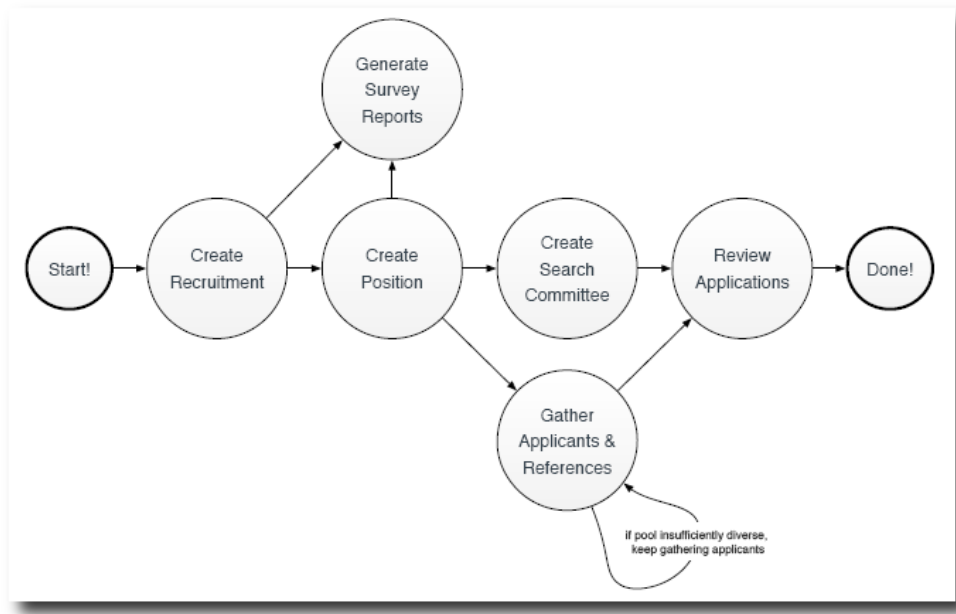 Generate
Survey
Reports
Start!
Create
Recruitment
Create
Position
Create
Search
Committee
Review
Applications
Done!
Gather
Applicants &
References
if pool insufficiently diverse,
keep gathering applicants